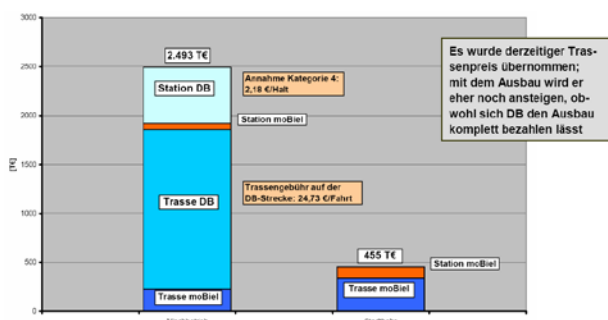 3000
2500
2000
1500
1000
500
0
[T€]
2.493 T€
Station DB
Annahme Kategorie 4:
2,18 €/Halt
Station moBiel
Trasse DB
Trassengebühr auf der
DB-Strecke: 24,73 €/Fahrt
Trasse moBiel
455 T€
Station moBiel
Trasse moBiel
Es wurde derzeitiger Tras-
senpreis übernommen;
mit dem Ausbau wird er
eher noch ansteigen, ob-
wohl sich DB den Ausbau
komplett bezahlen lässt